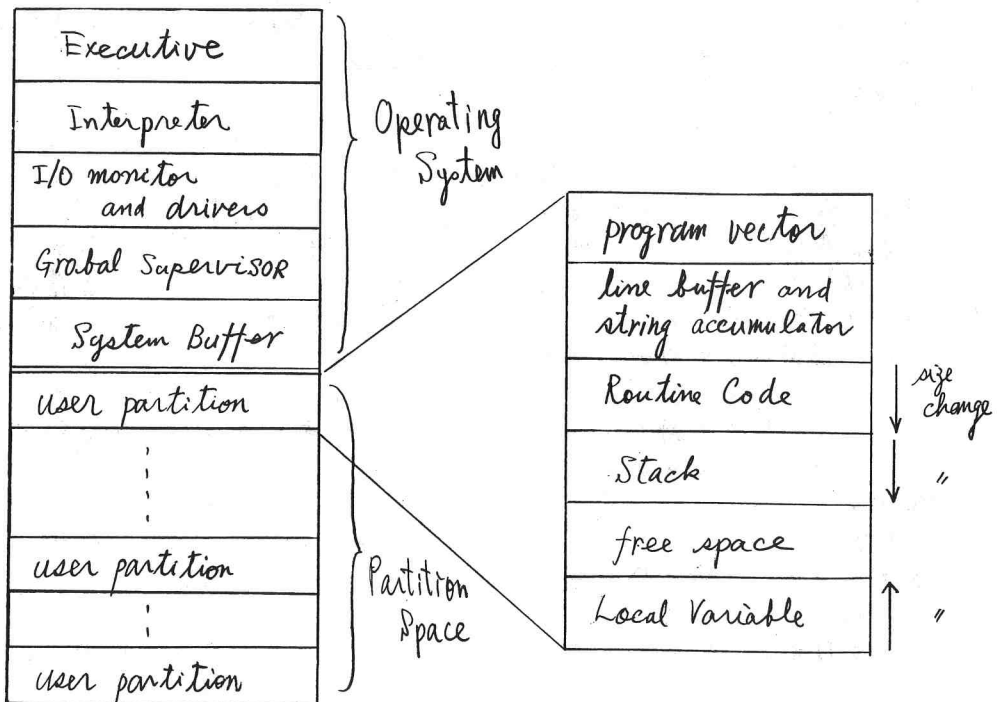 Executive
Interpreter
I/O monitor
and drivers
Grobal Supervisor
System Buffer
user partition
user partition
user partition
Operating
System
Partition
Space
program vector
line buffer and
string accumulator
Routine Code
Stack
free space
Local Variable
size
change
〃
〃